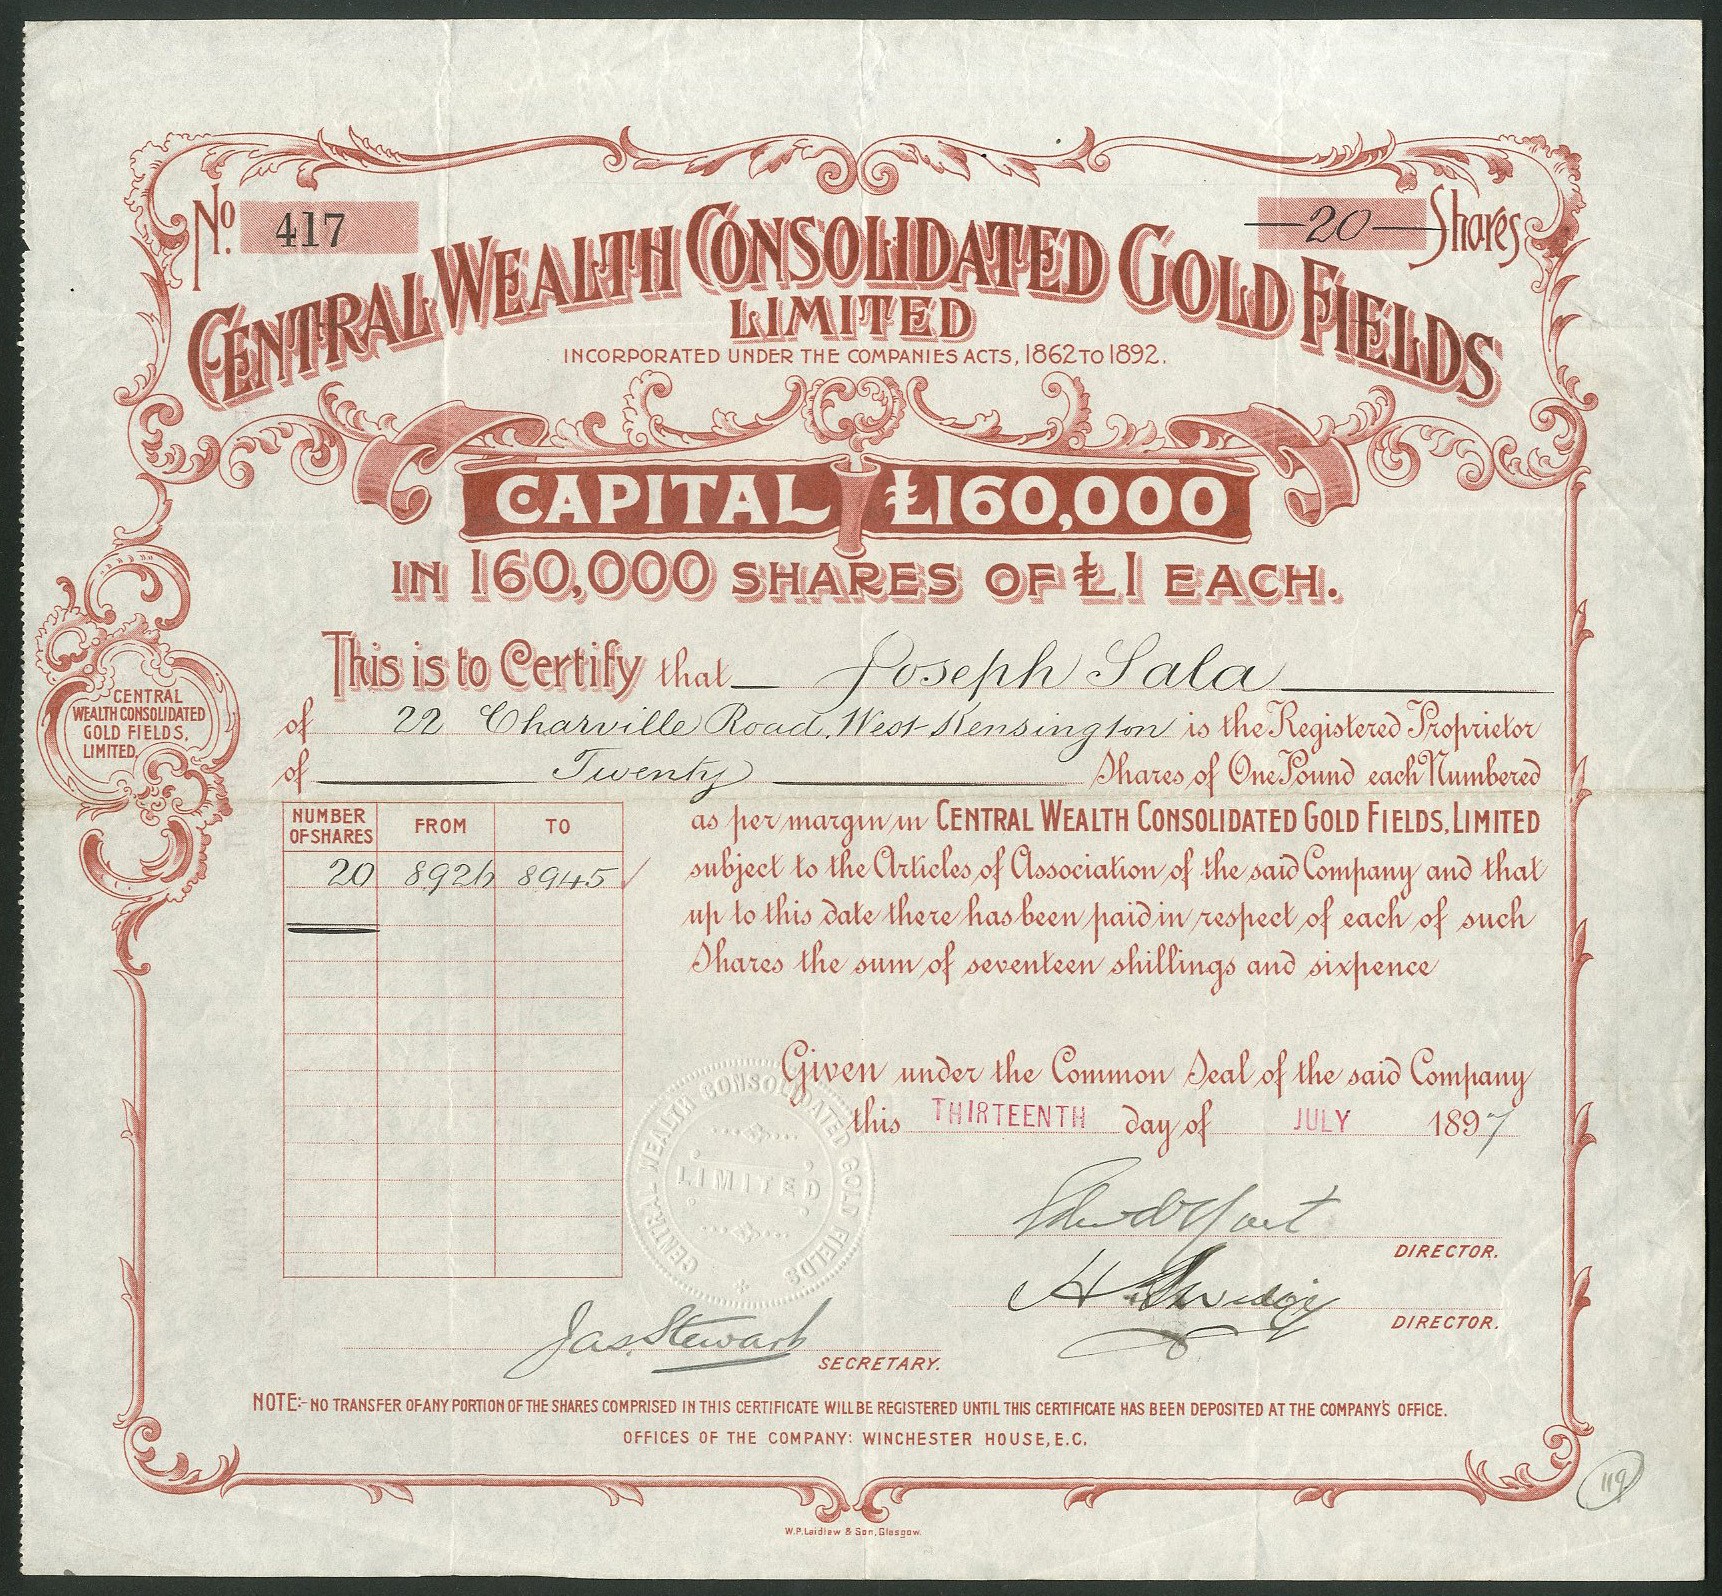 No. 417
—20— Shares
CENTRAL WEALTH CONSOLIDATED GOLD FIELDS
LIMITED
INCORPORATED UNDER THE COMPANIES ACTS, 1862 TO 1892.
CAPITAL £160,000
IN 160,000 SHARES OF £1 EACH.
This is to Certify that Joseph Sala
of 22 Charville Road, West Kensington is the Registered Proprietor
of Twenty Shares of One Pound each Numbered
CENTRAL
WEALTH CONSOLIDATED
GOLD FIELDS,
LIMITED.
NUMBER OF SHARES FROM TO
20 8926 8945
as per margin in CENTRAL WEALTH CONSOLIDATED GOLD FIELDS, LIMITED
subject to the Articles of Association of the said Company and that
up to this date there has been paid in respect of each of such
Shares the sum of seventeen shillings and sixpence
Given under the Common Seal of the said Company
this THIRTEENTH day of JULY 1897
CENTRAL WEALTH CONSOLIDATED GOLD FIELDS
LIMITED
DIRECTOR.
DIRECTOR.
Jas. Stewart
SECRETARY.
NOTE:- NO TRANSFER OF ANY PORTION OF THE SHARES COMPRISED IN THIS CERTIFICATE WILL BE REGISTERED UNTIL THIS CERTIFICATE HAS BEEN DEPOSITED AT THE COMPANY'S OFFICE.
OFFICES OF THE COMPANY: WINCHESTER HOUSE, E.C.
119
W.P. Laidlaw & Son, Glasgow.